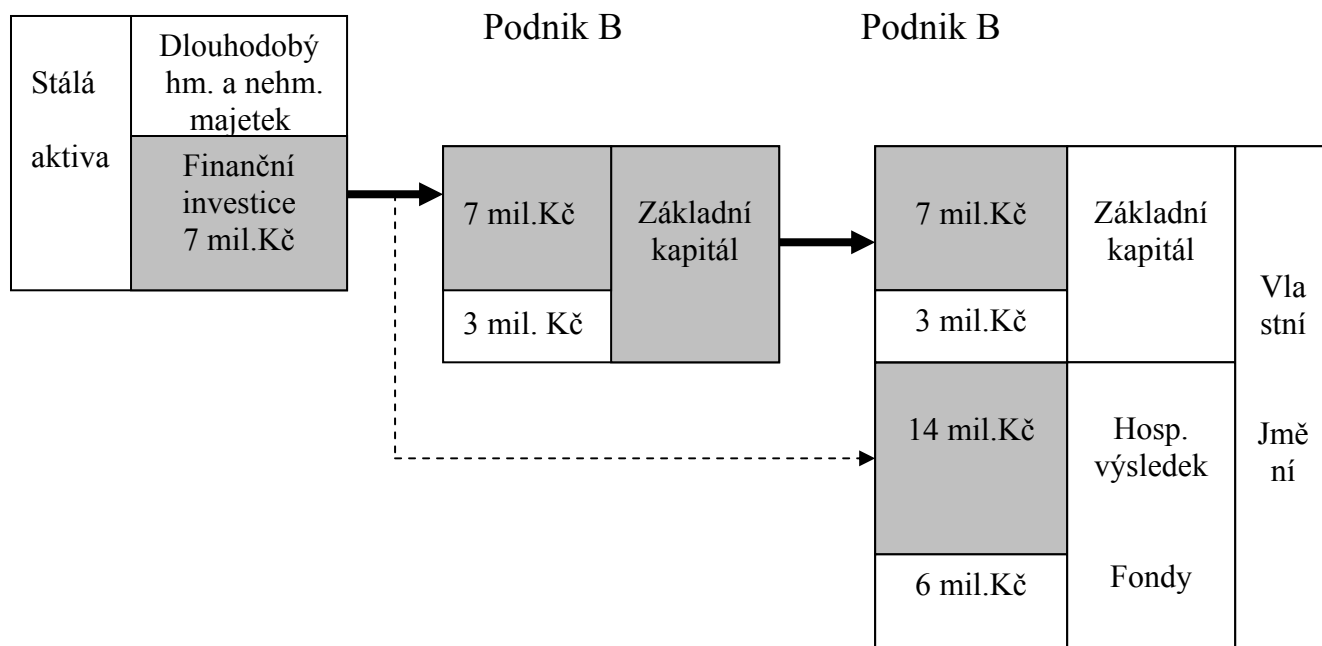 Podnik B
Podnik B
Stálá
aktiva
Dlouhodobý
hm. a nehm.
majetek
Finanční
investice
7 mil.Kč
7 mil.Kč
3 mil. Kč
Základní
kapitál
7 mil.Kč
3 mil.Kč
14 mil.Kč
6 mil.Kč
Základní
kapitál
Hosp.
výsledek
Fondy
Vla
stní
Jmě
ní